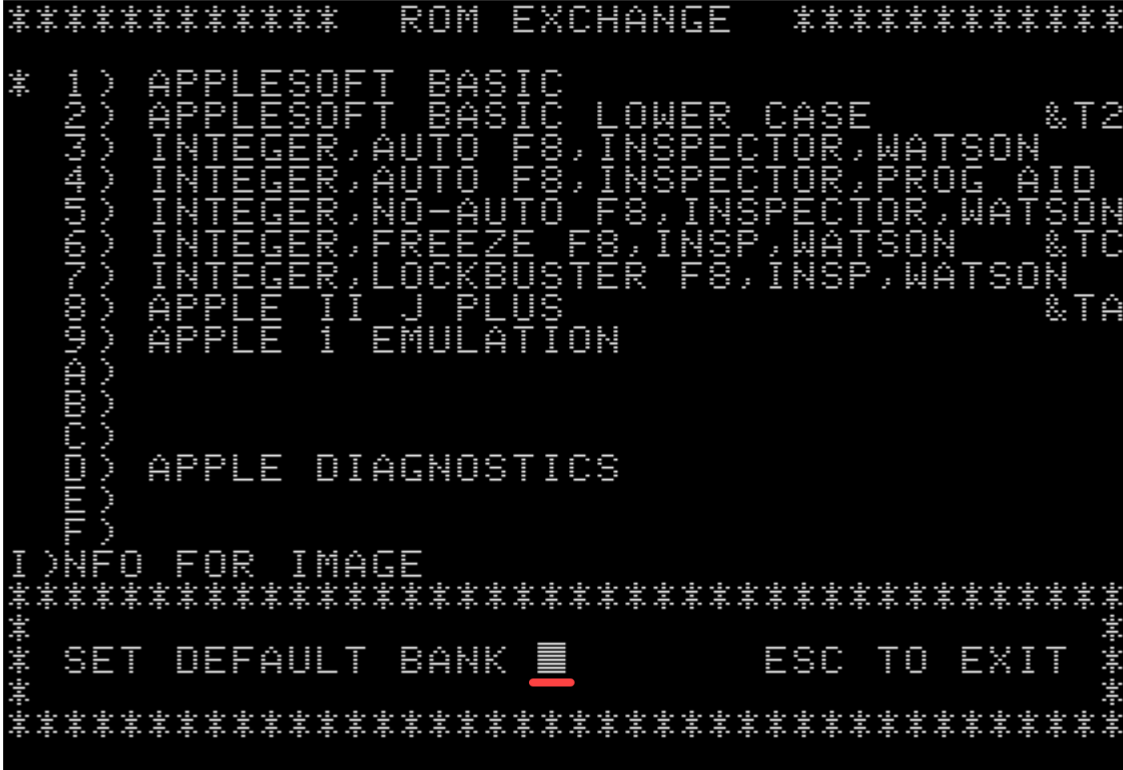 ************  ROM EXCHANGE  ************
* 1) APPLESOFT BASIC
2) APPLESOFT BASIC LOWER CASE &T2
3) INTEGER,AUTO F8,INSPECTOR,WATSON
4) INTEGER,AUTO F8,INSPECTOR,PROG AID
5) INTEGER,NO-AUTO F8,INSPECTOR,WATSON
6) INTEGER,FREEZE F8,INSP,WATSON &TC
7) INTEGER,LOCKBUSTER F8,INSP,WATSON
8) APPLE II J PLUS &TA
9) APPLE 1 EMULATION
A)
B)
C)
D) APPLE DIAGNOSTICS
E)
F)
I)NFO FOR IMAGE
****************************************
*                                      *
* SET DEFAULT BANK         ESC TO EXIT *
*                                      *
****************************************